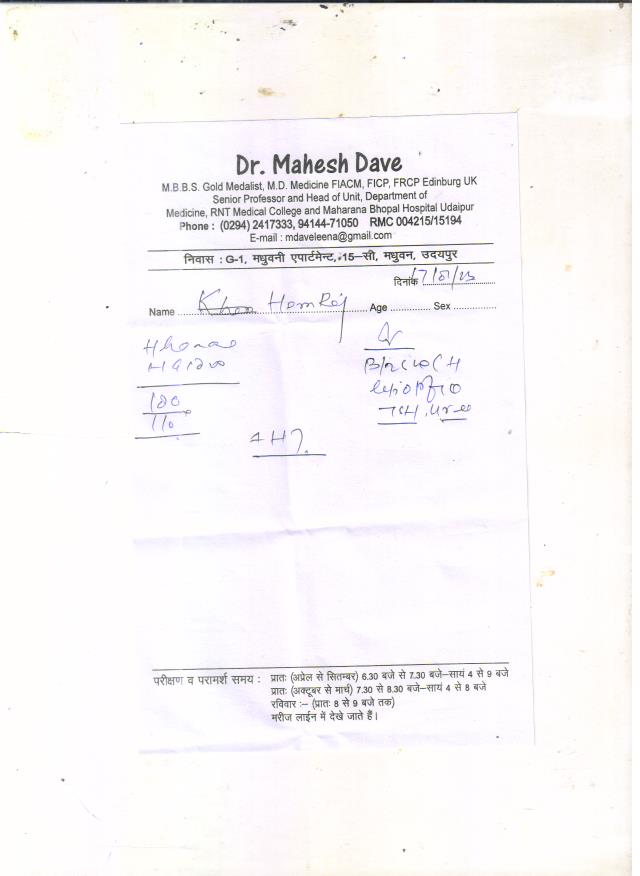 Dr. Mahesh Dave
M.B.B.S. Gold Medalist, M.D. Medicine FIACM, FICP, FRCP Edinburg UK
Senior Professor and Head of Unit, Department of
Medicine, RNT Medical College and Maharana Bhopal Hospital Udaipur
Phone : (0294) 2417333, 94144-71050 RMC 004215/15194
E-mail : mdaveleena@gmail.com
निवास : G-1, मधुवनी एपार्टमेन्ट, 15–सी, मधुवन, उदयपुर
दिनांक
Name Hemraj Age Sex
180
110
परीक्षण व परामर्श समय : प्रातः (अप्रेल से सितम्बर) 6.30 बजे से 7.30 बजे–सायं 4 से 9 बजे
प्रातः (अक्टूबर से मार्च) 7.30 से 8.30 बजे–सायं 4 से 8 बजे
रविवार :– (प्रातः 8 से 9 बजे तक)
मरीज लाईन में देखे जाते हैं।